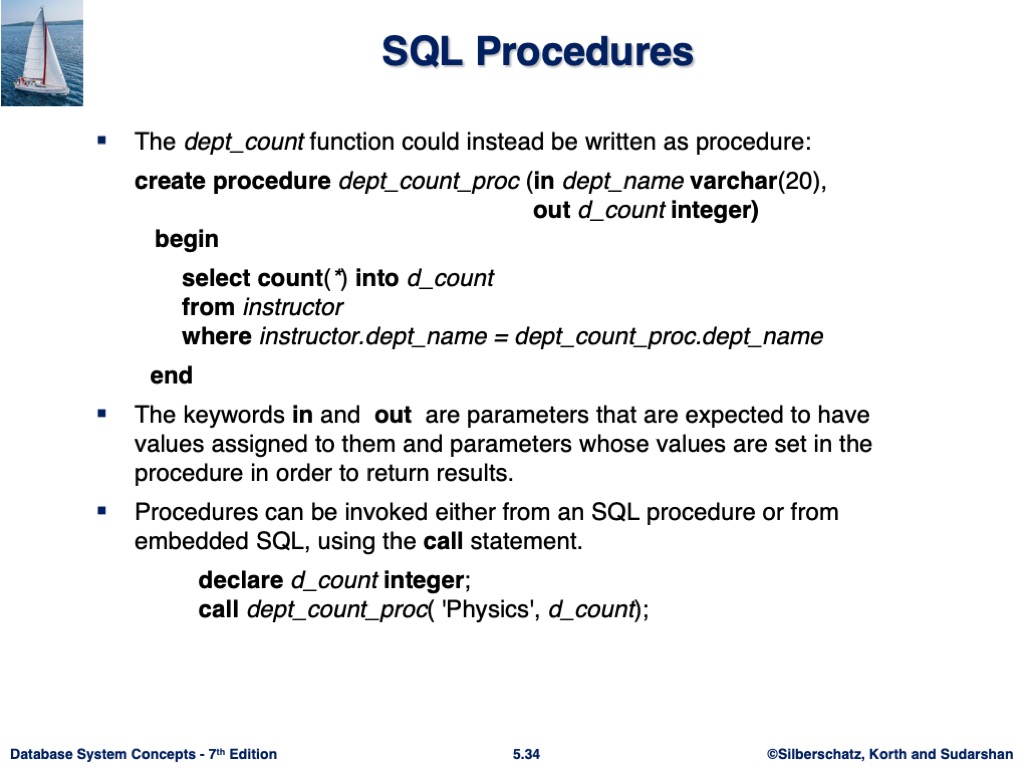 SQL Procedures
▪ The dept_count function could instead be written as procedure:
create procedure dept_count_proc (in dept_name varchar(20),
out d_count integer)
begin
select count(*) into d_count
from instructor
where instructor.dept_name = dept_count_proc.dept_name
end
▪ The keywords in and out are parameters that are expected to have
values assigned to them and parameters whose values are set in the
procedure in order to return results.
▪ Procedures can be invoked either from an SQL procedure or from
embedded SQL, using the call statement.
declare d_count integer;
call dept_count_proc( 'Physics', d_count);
Database System Concepts - 7th Edition 5.34 ©Silberschatz, Korth and Sudarshan